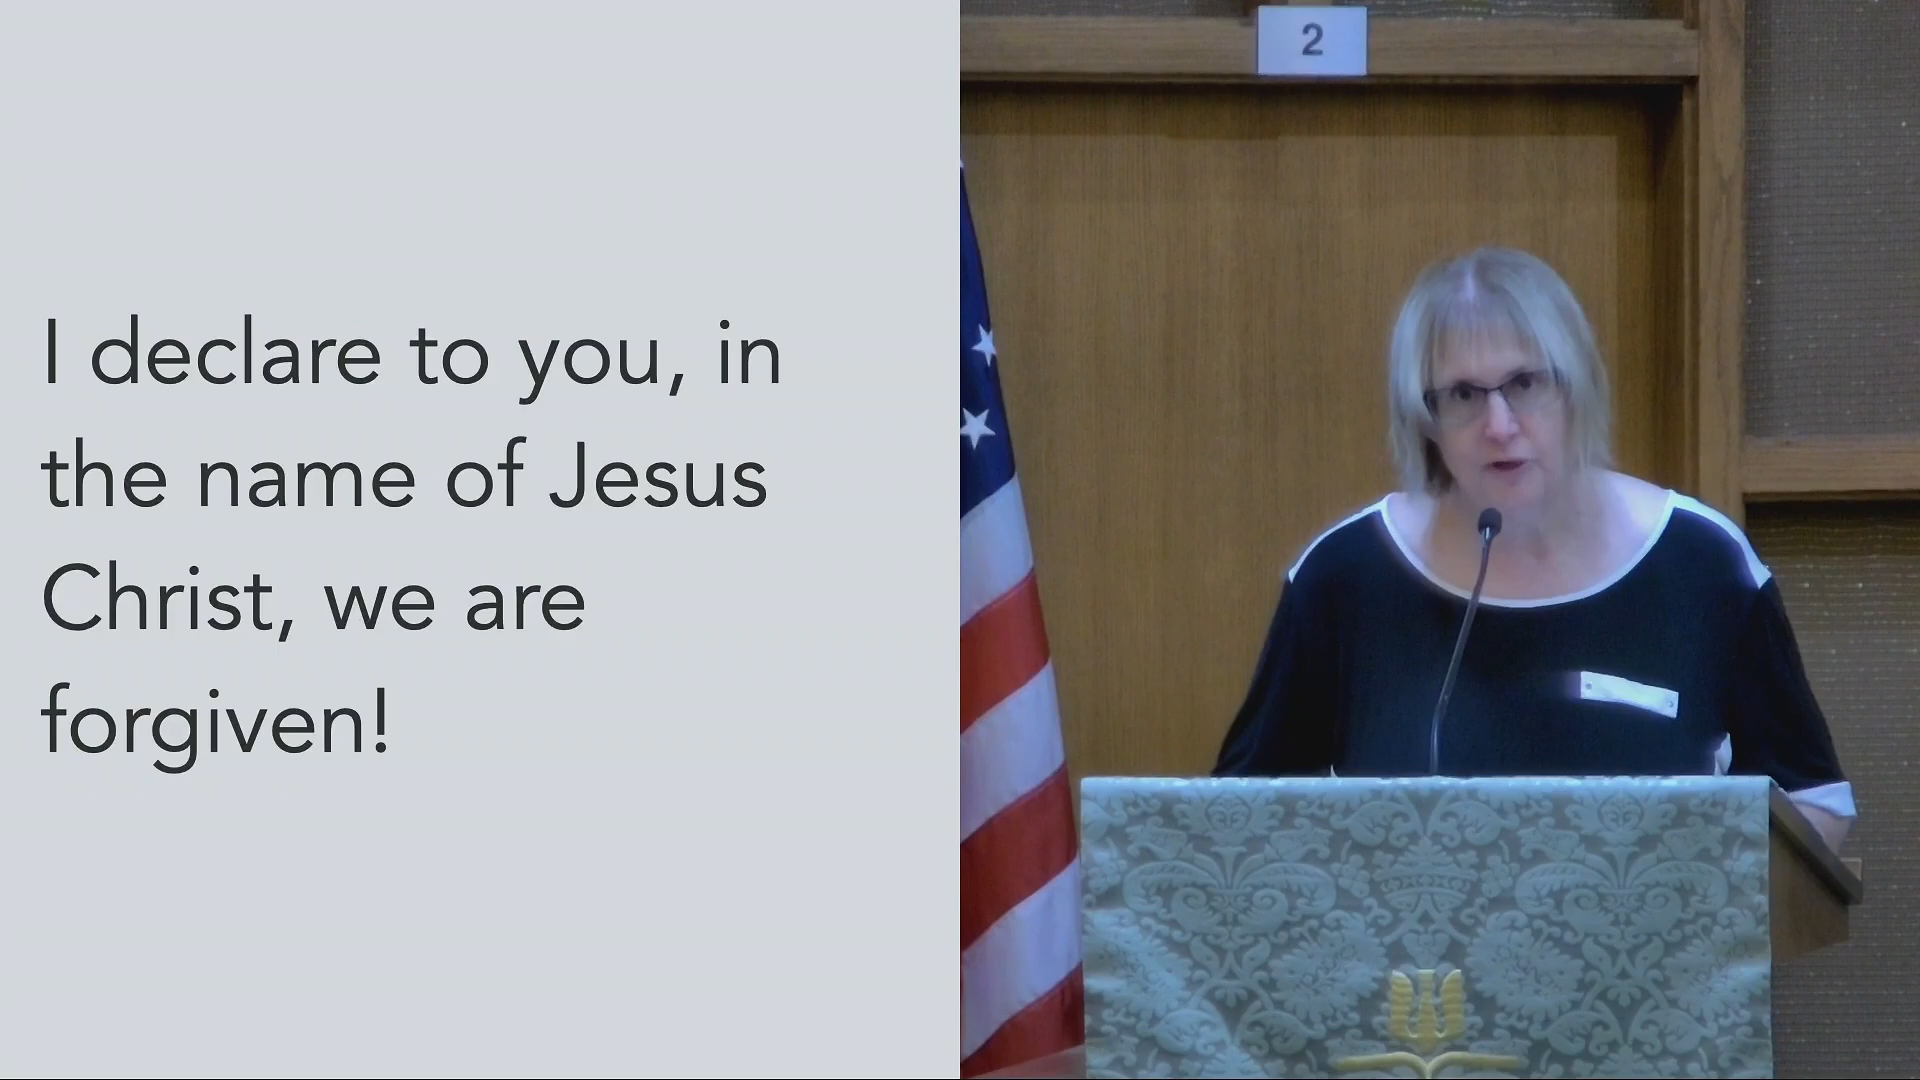 I declare to you, in
the name of Jesus
Christ, we are
forgiven!
2